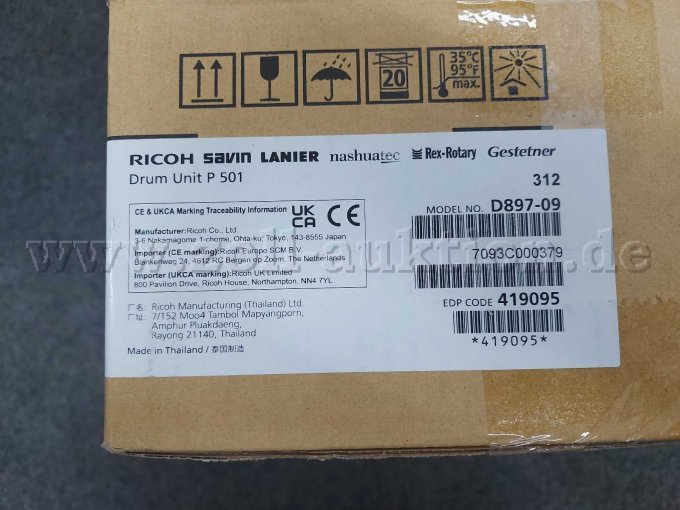 20
35°C
95°F
max.
RICOH savin LANIER nashuatec Rex-Rotary Gestetner
Drum Unit P 501
312
CE & UKCA Marking Traceability Information
UK
CA
CE
MODEL NO. D897-09
Manufacturer: Ricoh Co., Ltd.
3-6 Nakamagome 1-chome, Ohta-ku, Tokyo, 143-8555 Japan
Importer (CE marking): Ricoh Europe SCM B.V.
Blankenweg 24, 4612 RC Bergen op Zoom, The Netherlands
Importer (UKCA marking): Ricoh UK Limited
800 Pavilion Drive, Ricoh House, Northampton, NN4 7YL
7093C000379
厂名: Ricoh Manufacturing (Thailand) Ltd.
厂址: 7/152 Moo4 Tambol Mapyangporn,
Amphur Pluakdaeng,
Rayong 21140, Thailand
EDP CODE 419095
*419095*
Made in Thailand / 泰国制造